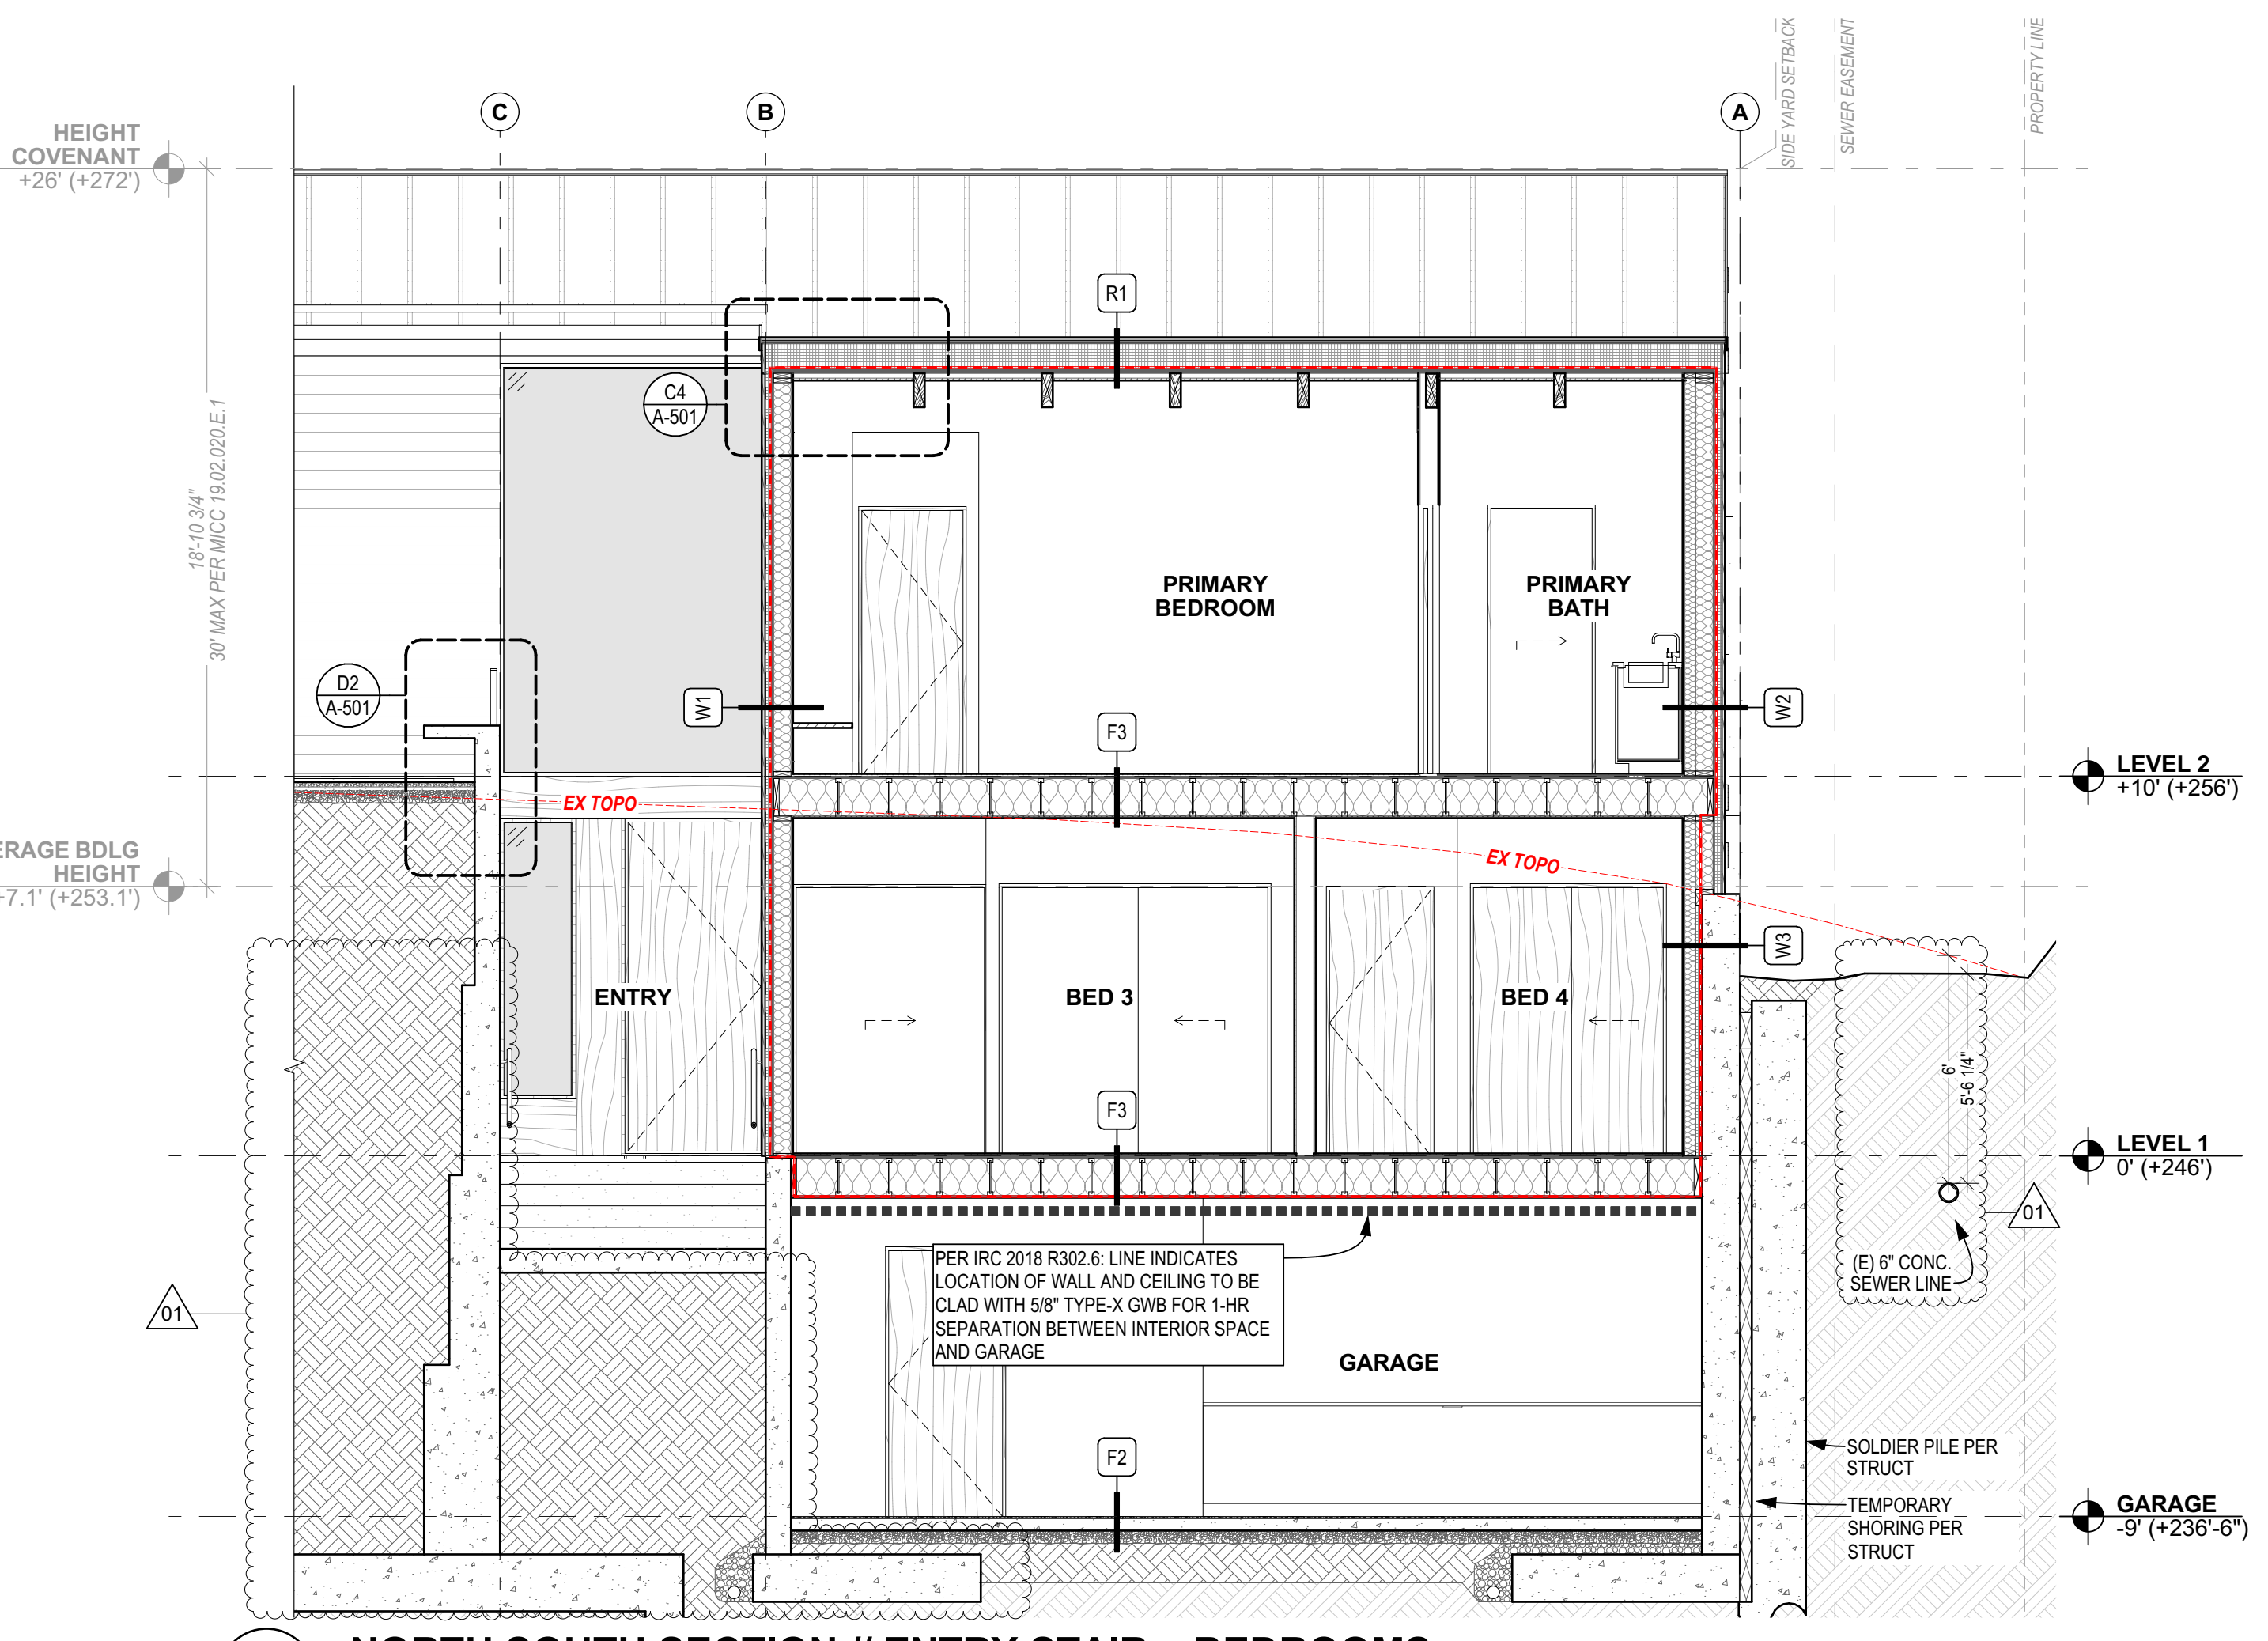 SIDE YARD SETBACK
SEWER EASEMENT
PROPERTY LINE
C
B
A
HEIGHT
COVENANT
+26' (+272')
R1
C4
A-501
18'-10 3/4"
30' MAX PER MICC 19.02.020.E.1
PRIMARY
BEDROOM
PRIMARY
BATH
D2
A-501
W1
F3
W2
LEVEL 2
+10' (+256')
EX TOPO
EX TOPO
ERAGE BDLG
HEIGHT
+7.1' (+253.1')
W3
ENTRY
BED 3
BED 4
6'
5'-6 1/4"
F3
LEVEL 1
0' (+246')
01
PER IRC 2018 R302.6: LINE INDICATES
LOCATION OF WALL AND CEILING TO BE
CLAD WITH 5/8" TYPE-X GWB FOR 1-HR
SEPARATION BETWEEN INTERIOR SPACE
AND GARAGE
(E) 6" CONC.
SEWER LINE
01
GARAGE
F2
SOLDIER PILE PER
STRUCT
TEMPORARY
SHORING PER
STRUCT
GARAGE
-9' (+236'-6")
NORTH SOUTH SECTION // ENTRY STAIR + BEDROOMS